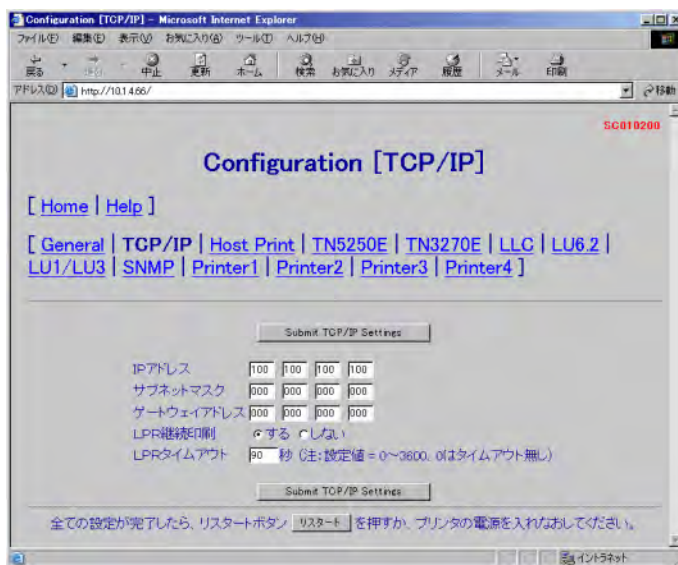 Configuration [TCP/IP] - Microsoft Internet Explorer
ファイル(F) 編集(E) 表示(V) お気に入り(A) ツール(T) ヘルプ(H)
戻る 中止 更新 ホーム 検索 お気に入り メディア 履歴 メール 印刷
アドレス(D) http://10.1.4.66/ 移動
SC010200
Configuration [TCP/IP]
[ Home | Help ]
[ General | TCP/IP | Host Print | TN5250E | TN3270E | LLC | LU6.2 |
LU1/LU3 | SNMP | Printer1 | Printer2 | Printer3 | Printer4 ]
Submit TCP/IP Settings
IPアドレス 100 100 100 100
サブネットマスク 000 000 000 000
ゲートウェイアドレス 000 000 000 000
LPR継続印刷 する しない
LPRタイムアウト 90 秒 (注:設定値 = 0～3600, 0はタイムアウト無し)
Submit TCP/IP Settings
全ての設定が完了したら、リスタートボタン リスタート を押すか、プリンタの電源を入れなおしてください。
イントラネット